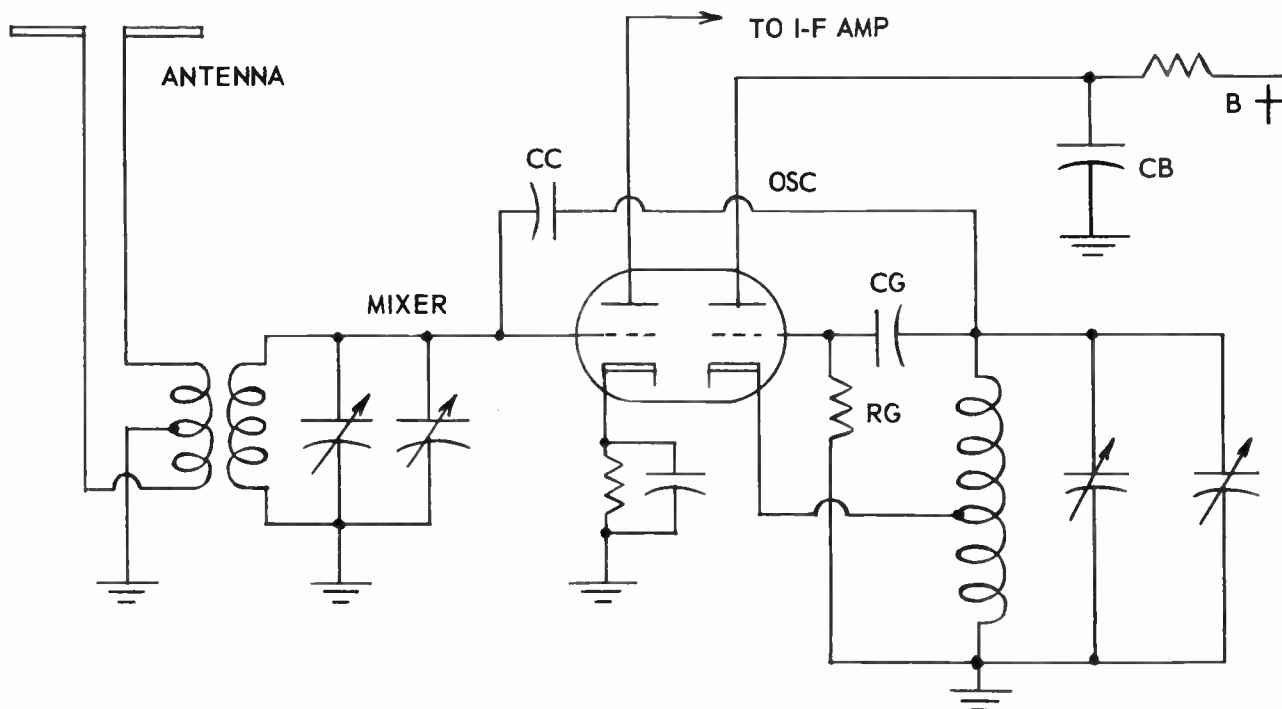 TO I-F AMP
ANTENNA
B +
CC
CB
OSC
CG
MIXER
RG